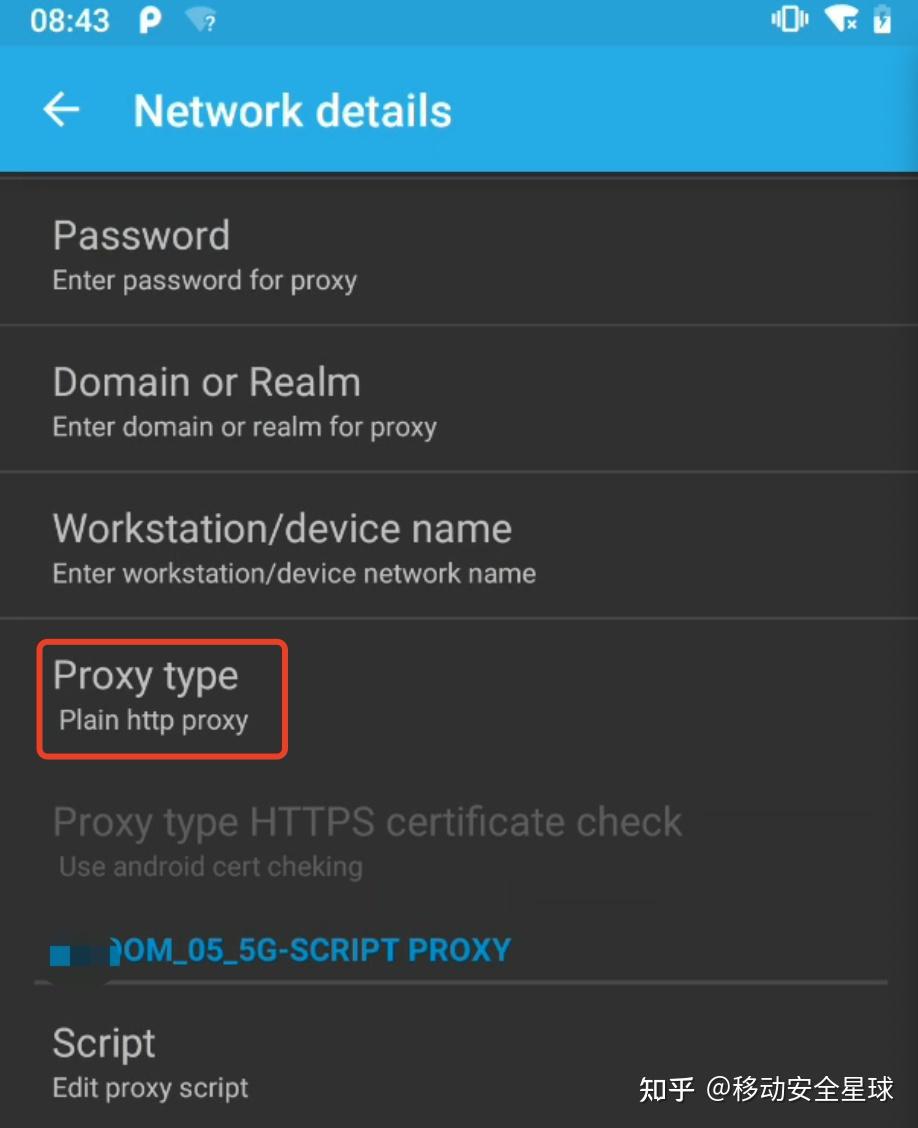 08:43
Network details
Password
Enter password for proxy
Domain or Realm
Enter domain or realm for proxy
Workstation/device name
Enter workstation/device network name
Proxy type
Plain http proxy
Proxy type HTTPS certificate check
Use android cert cheking
OM_05_5G-SCRIPT PROXY
Script
Edit proxy script
知乎 @移动安全星球